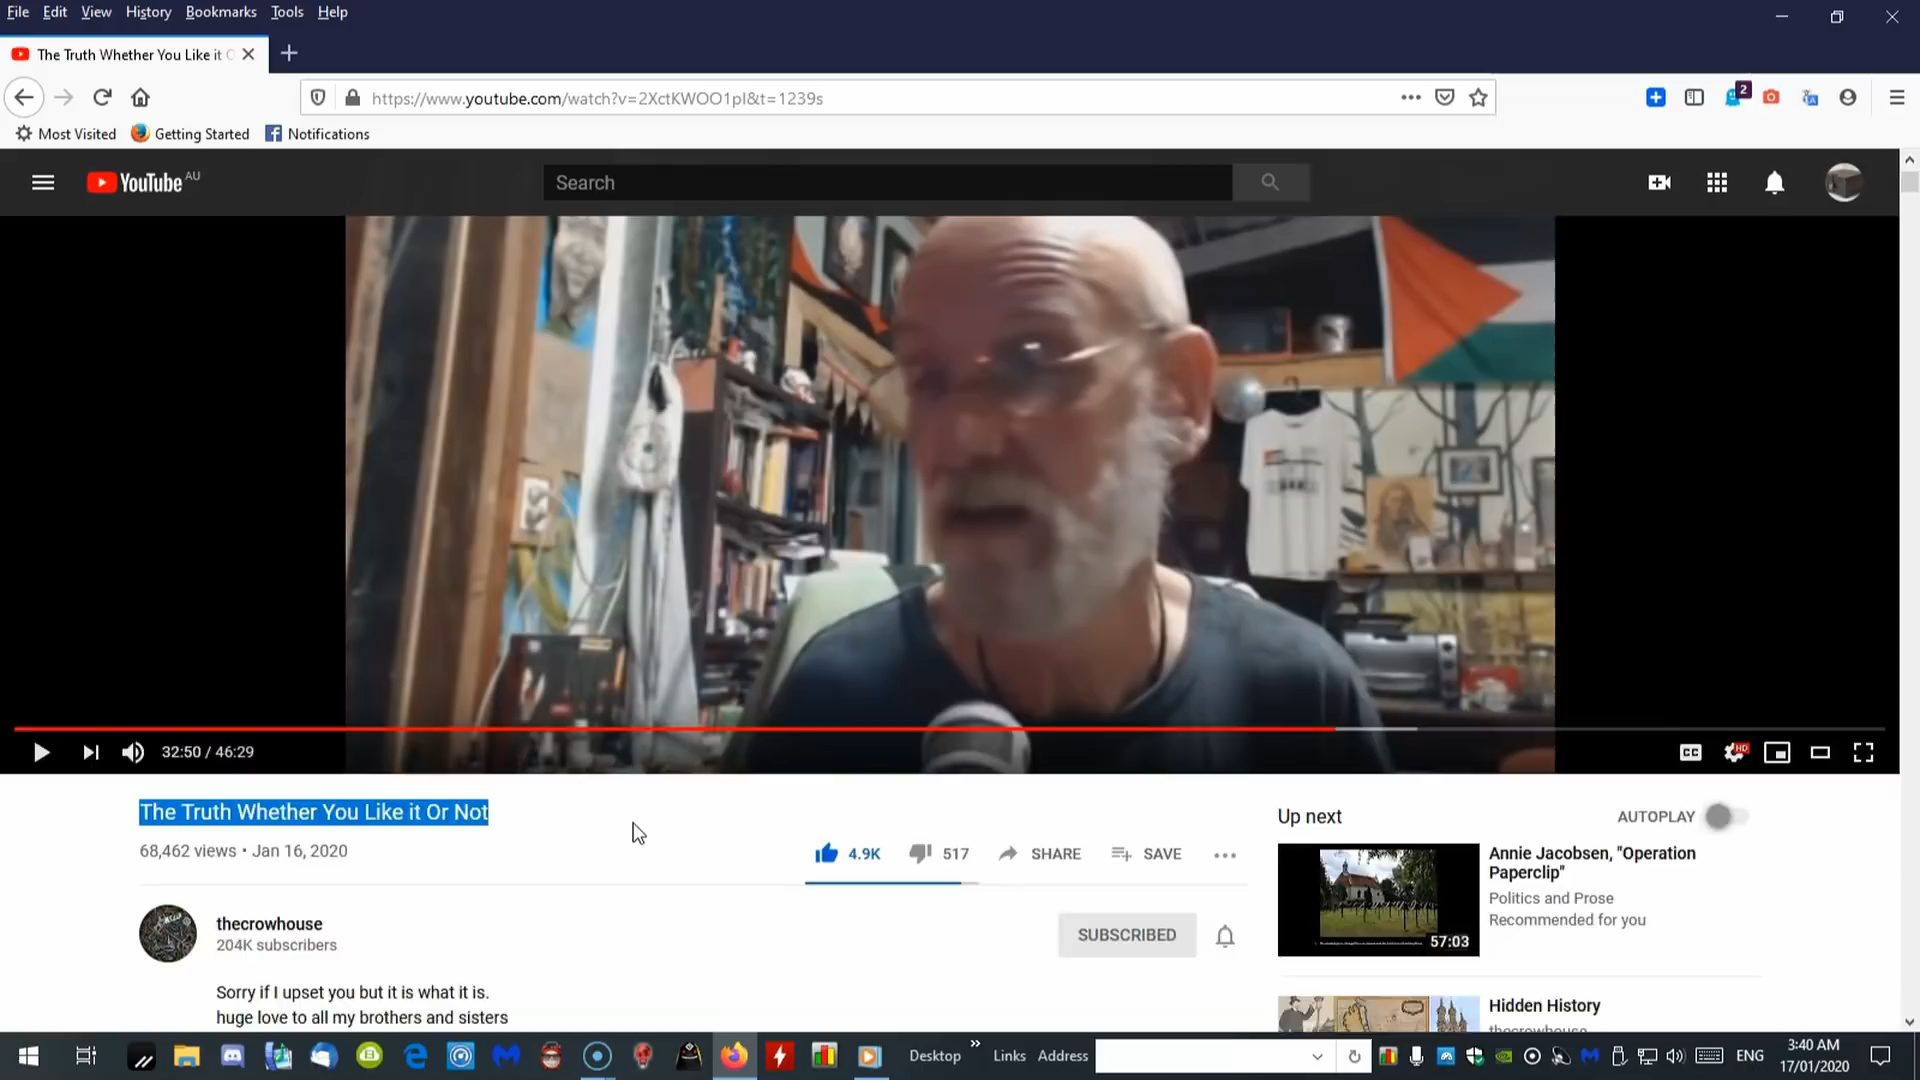 File Edit View History Bookmarks Tools Help
The Truth Whether You Like it
https://www.youtube.com/watch?v=2XctKWOO1pI&t=1239s
2
Most Visited Getting Started Notifications
YouTube AU
Search
32:50 / 46:29
CC
HD
The Truth Whether You Like it Or Not
68,462 views • Jan 16, 2020
4.9K 517 SHARE SAVE
thecrowhouse
204K subscribers
SUBSCRIBED
Sorry if I upset you but it is what it is.
huge love to all my brothers and sisters
Up next
AUTOPLAY
57:03
Annie Jacobsen, "Operation
Paperclip"
Politics and Prose
Recommended for you
Hidden History
thecrowhouse
Desktop Links Address
ENG
3:40 AM
17/01/2020